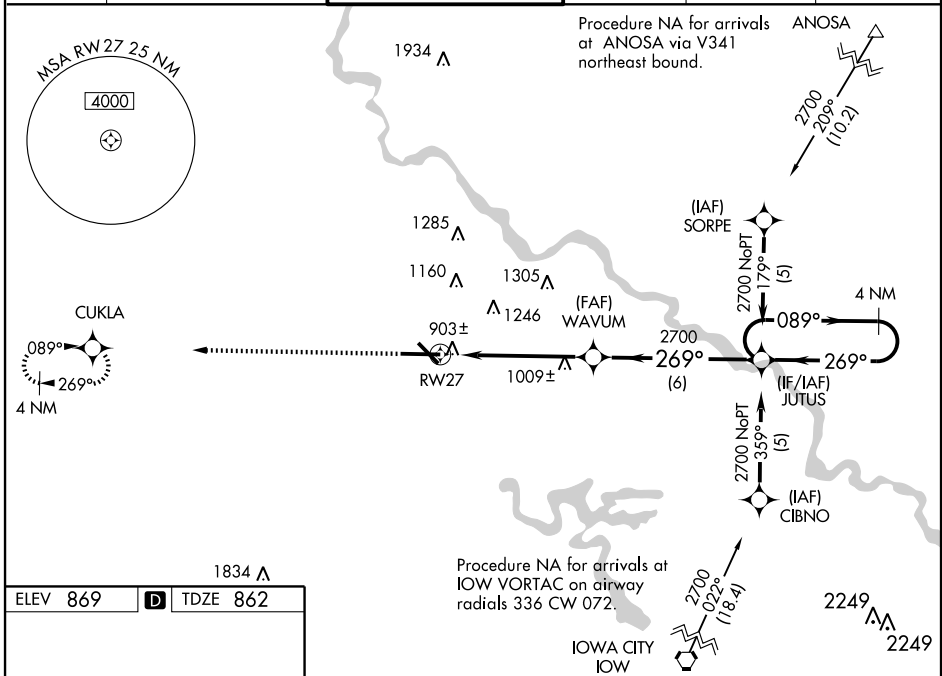 Procedure NA for arrivals
at ANOSA via V341
northeast bound.
ANOSA
MSA RW27 25 NM
4000
1934
2700
209°
(10.2)
(IAF)
SORPE
2700 NoPT
179°
(5)
1285
1160
1305
1246
903±
RW27
1009±
(FAF)
WAVUM
2700
269°
(6)
4 NM
089°
269°
(IF/IAF)
JUTUS
CUKLA
089°
269°
4 NM
2700 NoPT
359°
(5)
(IAF)
CIBNO
Procedure NA for arrivals at
IOW VORTAC on airway
radials 336 CW 072.
2700
022°
(18.4)
IOWA CITY
IOW
1834
2249
2249
ELEV 869 D TDZE 862